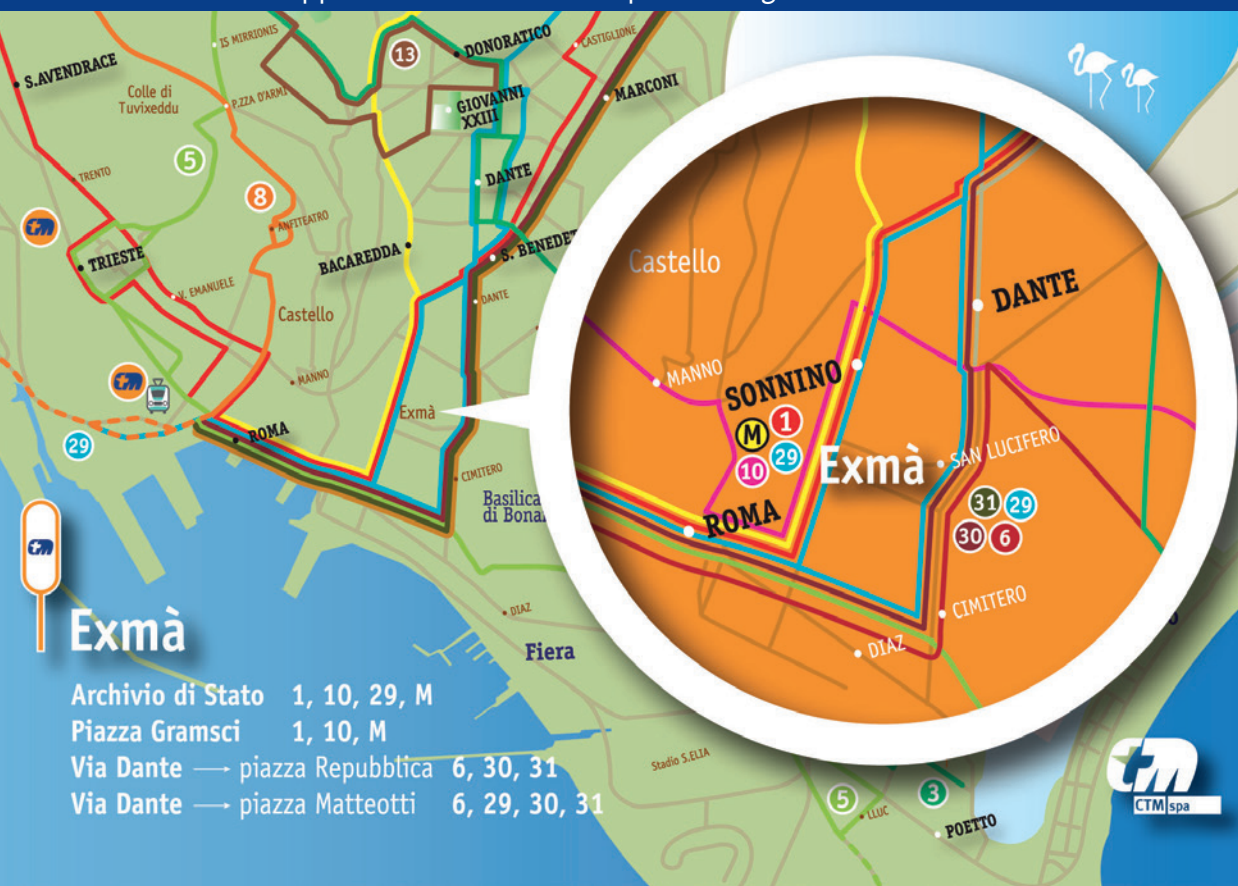 IS MIRRIONIS
13
DONORATICO
CASTIGLIONE
S.AVENDRACE
Colle di
Tuvixeddu
P.ZZA D'ARMI
GIOVANNI
XXIII
MARCONI
5
TRENTO
DANTE
8
ANFITEATRO
TRIESTE
BACAREDDA
V. EMANUELE
DANTE
Castello
MANNO
Exmà
29
ROMA
CIMITERO
Basilica
DIAZ
Fiera
Castello
DANTE
MANNO
SONNINO
M 1
10 29
Exmà
SAN LUCIFERO
31 29
30 6
ROMA
CIMITERO
DIAZ
Exmà
Archivio di Stato 1, 10, 29, M
Piazza Gramsci 1, 10, M
Via Dante → piazza Repubblica 6, 30, 31
Via Dante → piazza Matteotti 6, 29, 30, 31
Stadio S.ELIA
5
3
LLUC
POETTO
tm
CTM spa